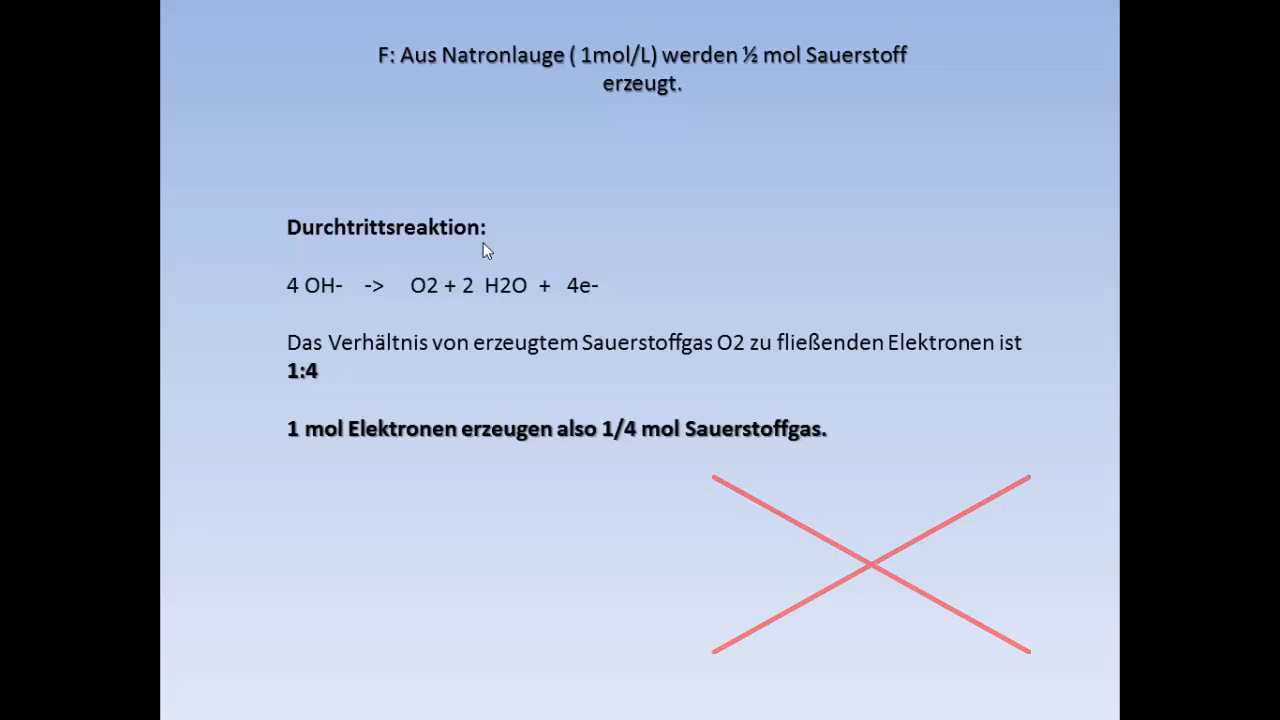 F: Aus Natronlauge ( 1mol/L) werden ½ mol Sauerstoff
erzeugt.
Durchtrittsreaktion:
4 OH- -> O2 + 2 H2O + 4e-
Das Verhältnis von erzeugtem Sauerstoffgas O2 zu fließenden Elektronen ist
1:4
1 mol Elektronen erzeugen also 1/4 mol Sauerstoffgas.